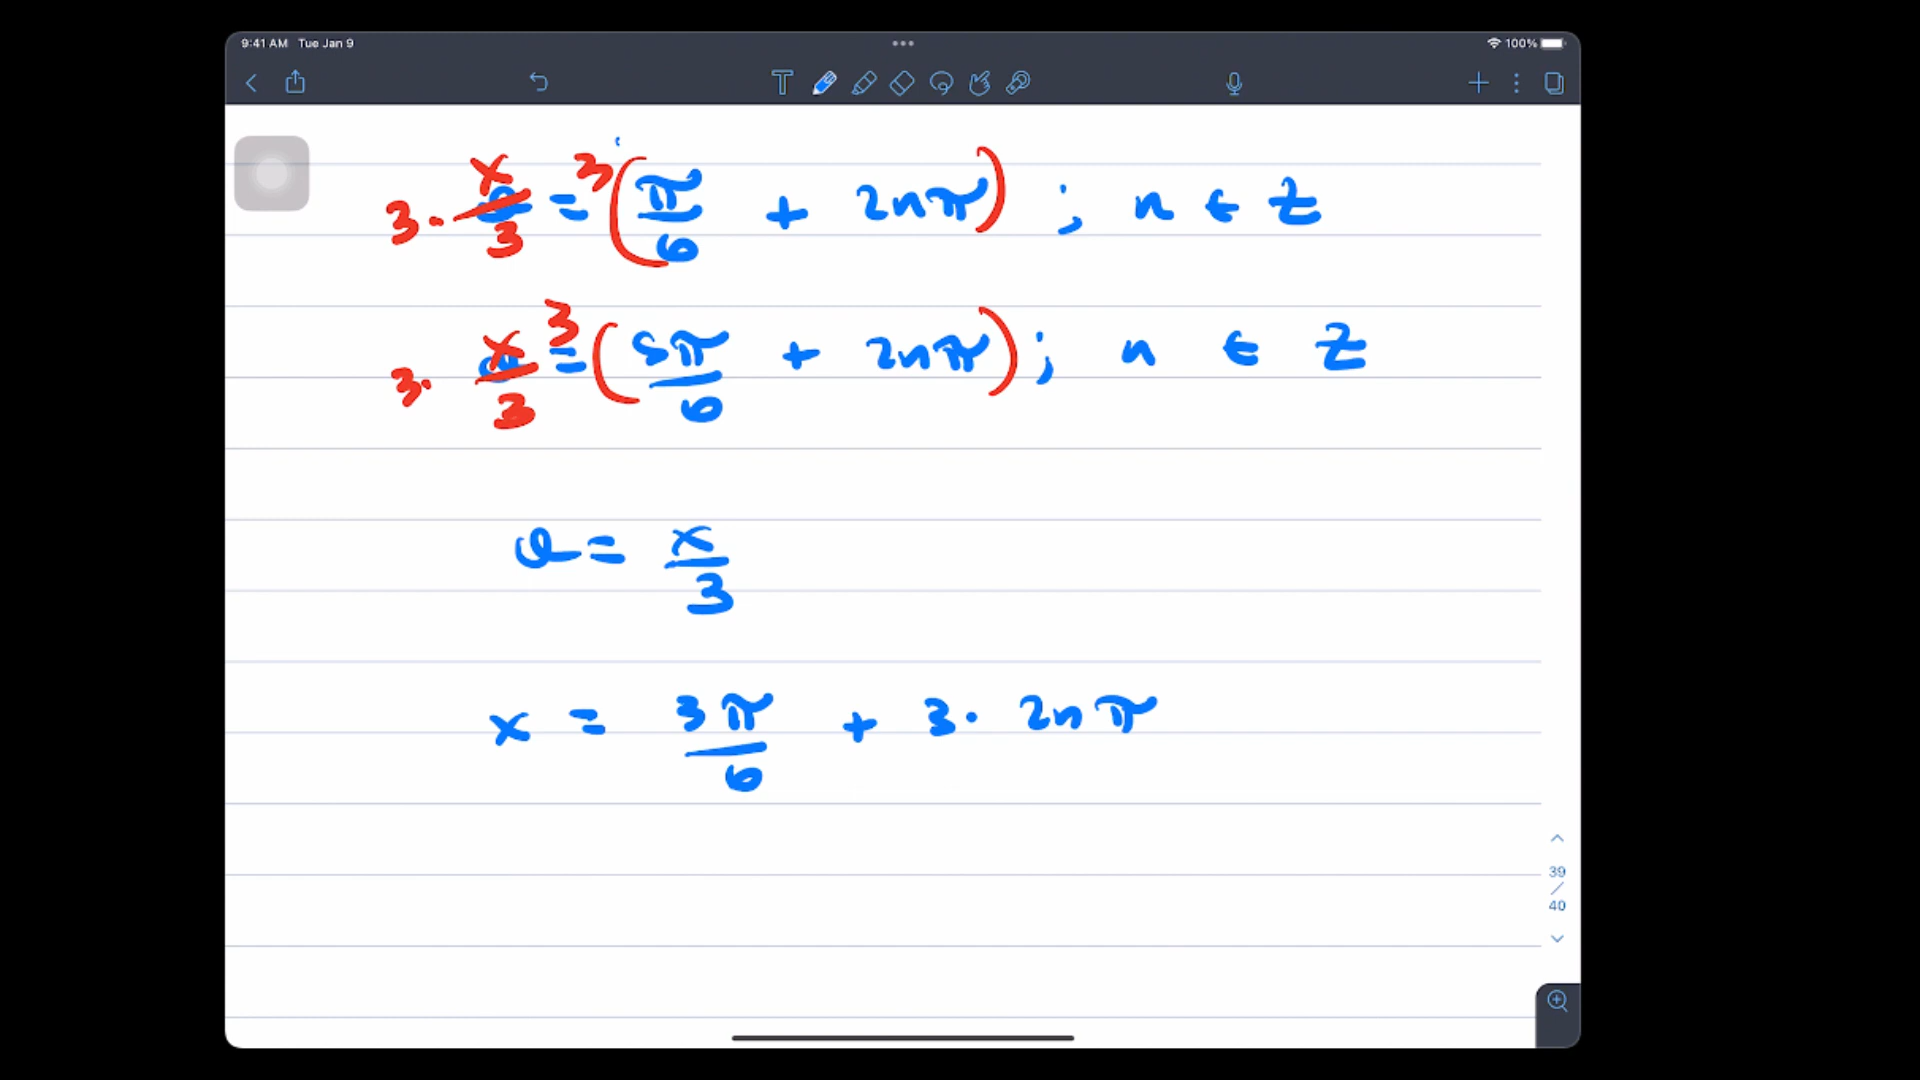 9:41 AM Tue Jan 9
100%
3 · x/3 = 3(π/6 + 2nπ) ; n ∈ Z
3 · x/3 = 3(5π/6 + 2nπ) ; n ∈ Z
θ = x/3
x = 3π/6 + 3 · 2nπ
39
/
40